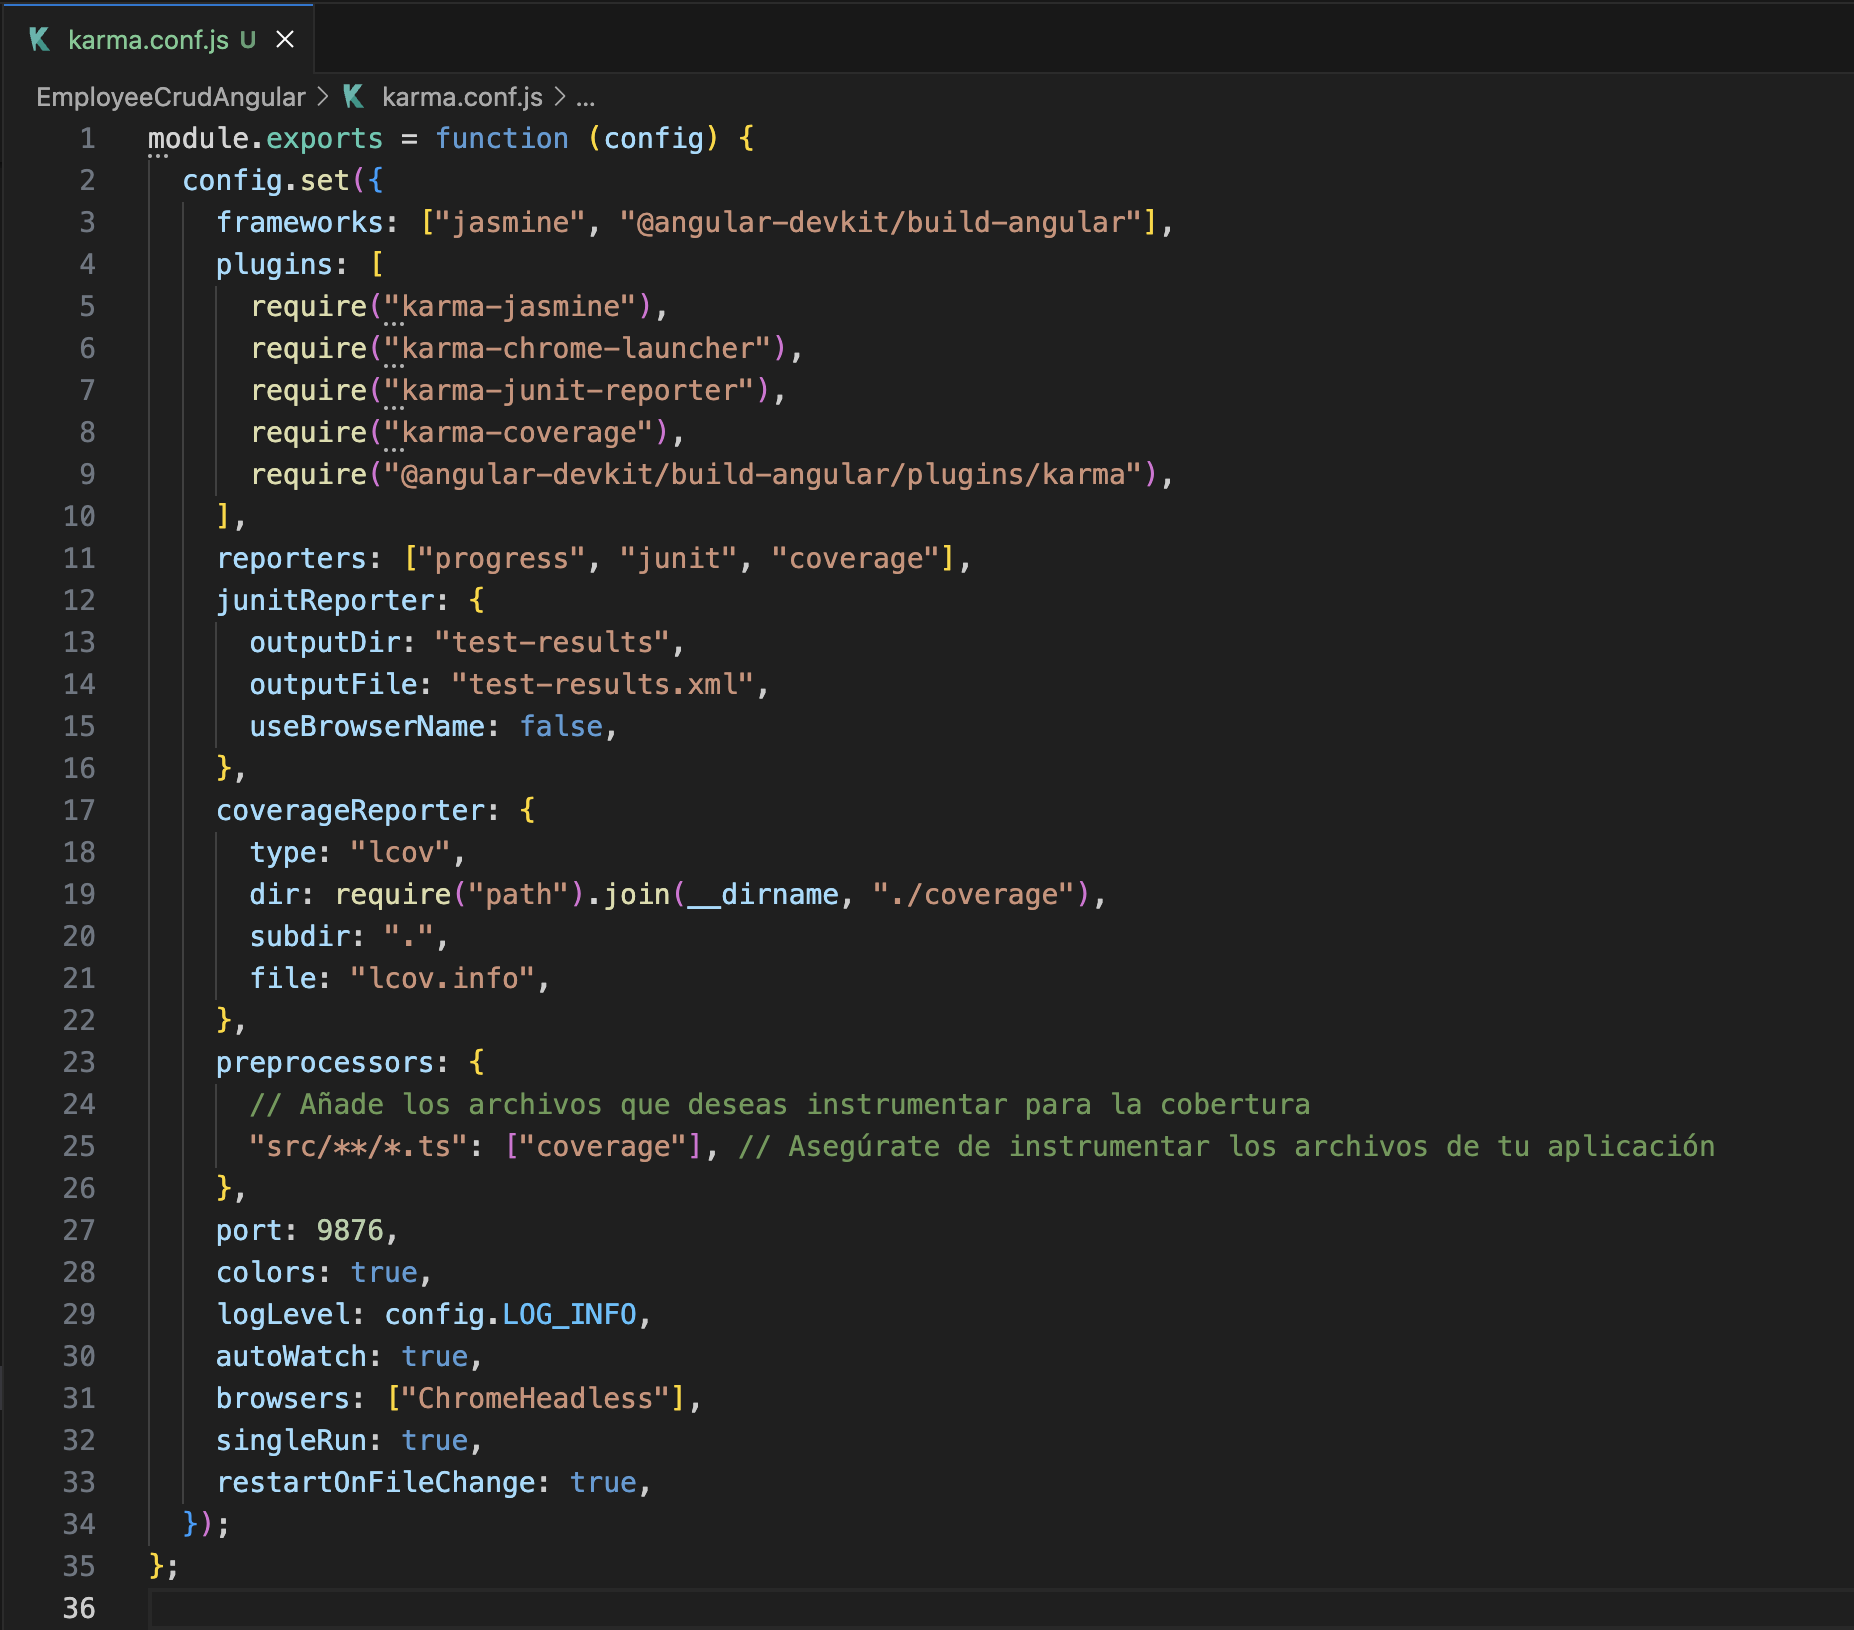 karma.conf.js U
EmployeeCrudAngular > karma.conf.js > ...
1 module.exports = function (config) {
2 config.set({
3 frameworks: ["jasmine", "@angular-devkit/build-angular"],
4 plugins: [
5 require("karma-jasmine"),
6 require("karma-chrome-launcher"),
7 require("karma-junit-reporter"),
8 require("karma-coverage"),
9 require("@angular-devkit/build-angular/plugins/karma"),
10 ],
11 reporters: ["progress", "junit", "coverage"],
12 junitReporter: {
13 outputDir: "test-results",
14 outputFile: "test-results.xml",
15 useBrowserName: false,
16 },
17 coverageReporter: {
18 type: "lcov",
19 dir: require("path").join(__dirname, "./coverage"),
20 subdir: ".",
21 file: "lcov.info",
22 },
23 preprocessors: {
24 // Añade los archivos que deseas instrumentar para la cobertura
25 "src/**/*.ts": ["coverage"], // Asegúrate de instrumentar los archivos de tu aplicación
26 },
27 port: 9876,
28 colors: true,
29 logLevel: config.LOG_INFO,
30 autoWatch: true,
31 browsers: ["ChromeHeadless"],
32 singleRun: true,
33 restartOnFileChange: true,
34 });
35 };
36